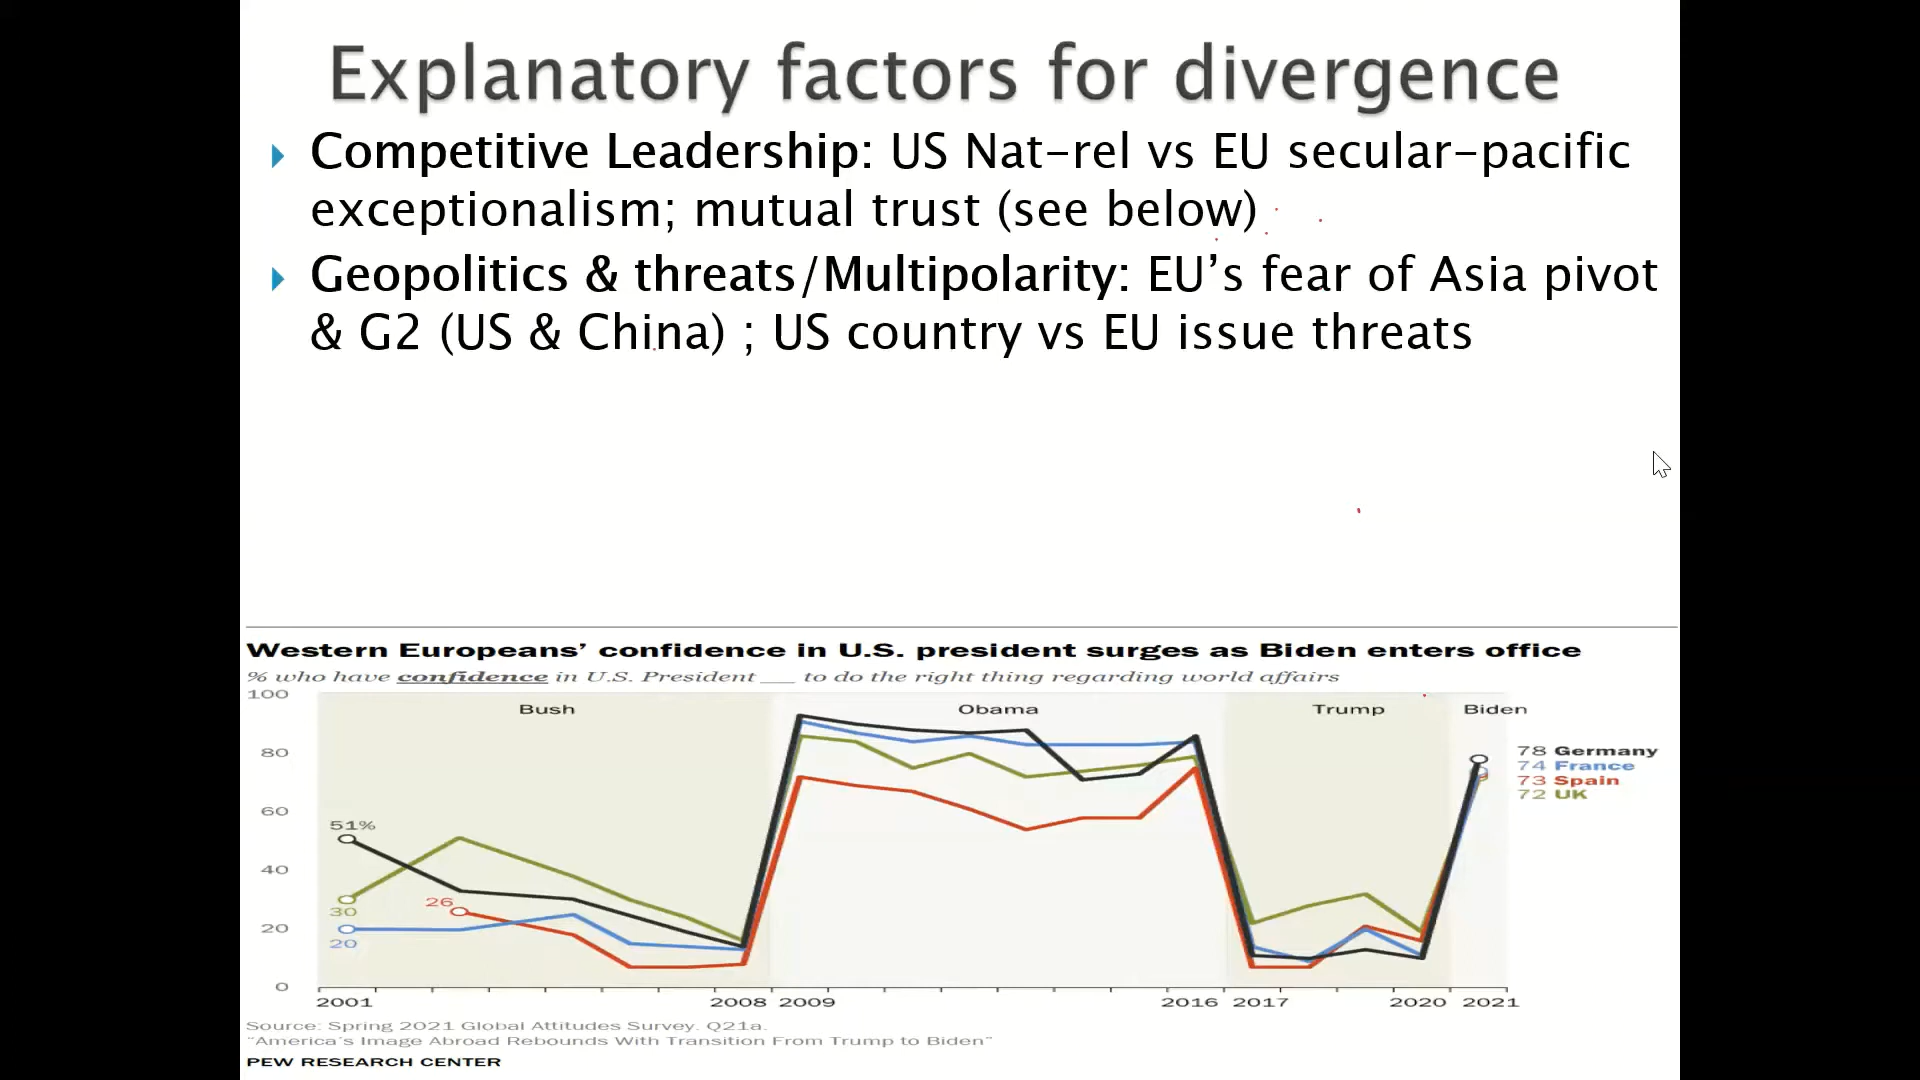 Explanatory factors for divergence
Competitive Leadership: US Nat-rel vs EU secular-pacific
exceptionalism; mutual trust (see below)
Geopolitics & threats/Multipolarity: EU’s fear of Asia pivot
& G2 (US & China) ; US country vs EU issue threats
Western Europeans’ confidence in U.S. president surges as Biden enters office
% who have confidence in U.S. President ___ to do the right thing regarding world affairs
100
Bush Obama Trump Biden
80
78 Germany
74 France
73 Spain
72 UK
60
51%
40
26
30
20
20
0
2001 2008 2009 2016 2017 2020 2021
Source: Spring 2021 Global Attitudes Survey. Q21a.
“America’s Image Abroad Rebounds With Transition From Trump to Biden”
PEW RESEARCH CENTER